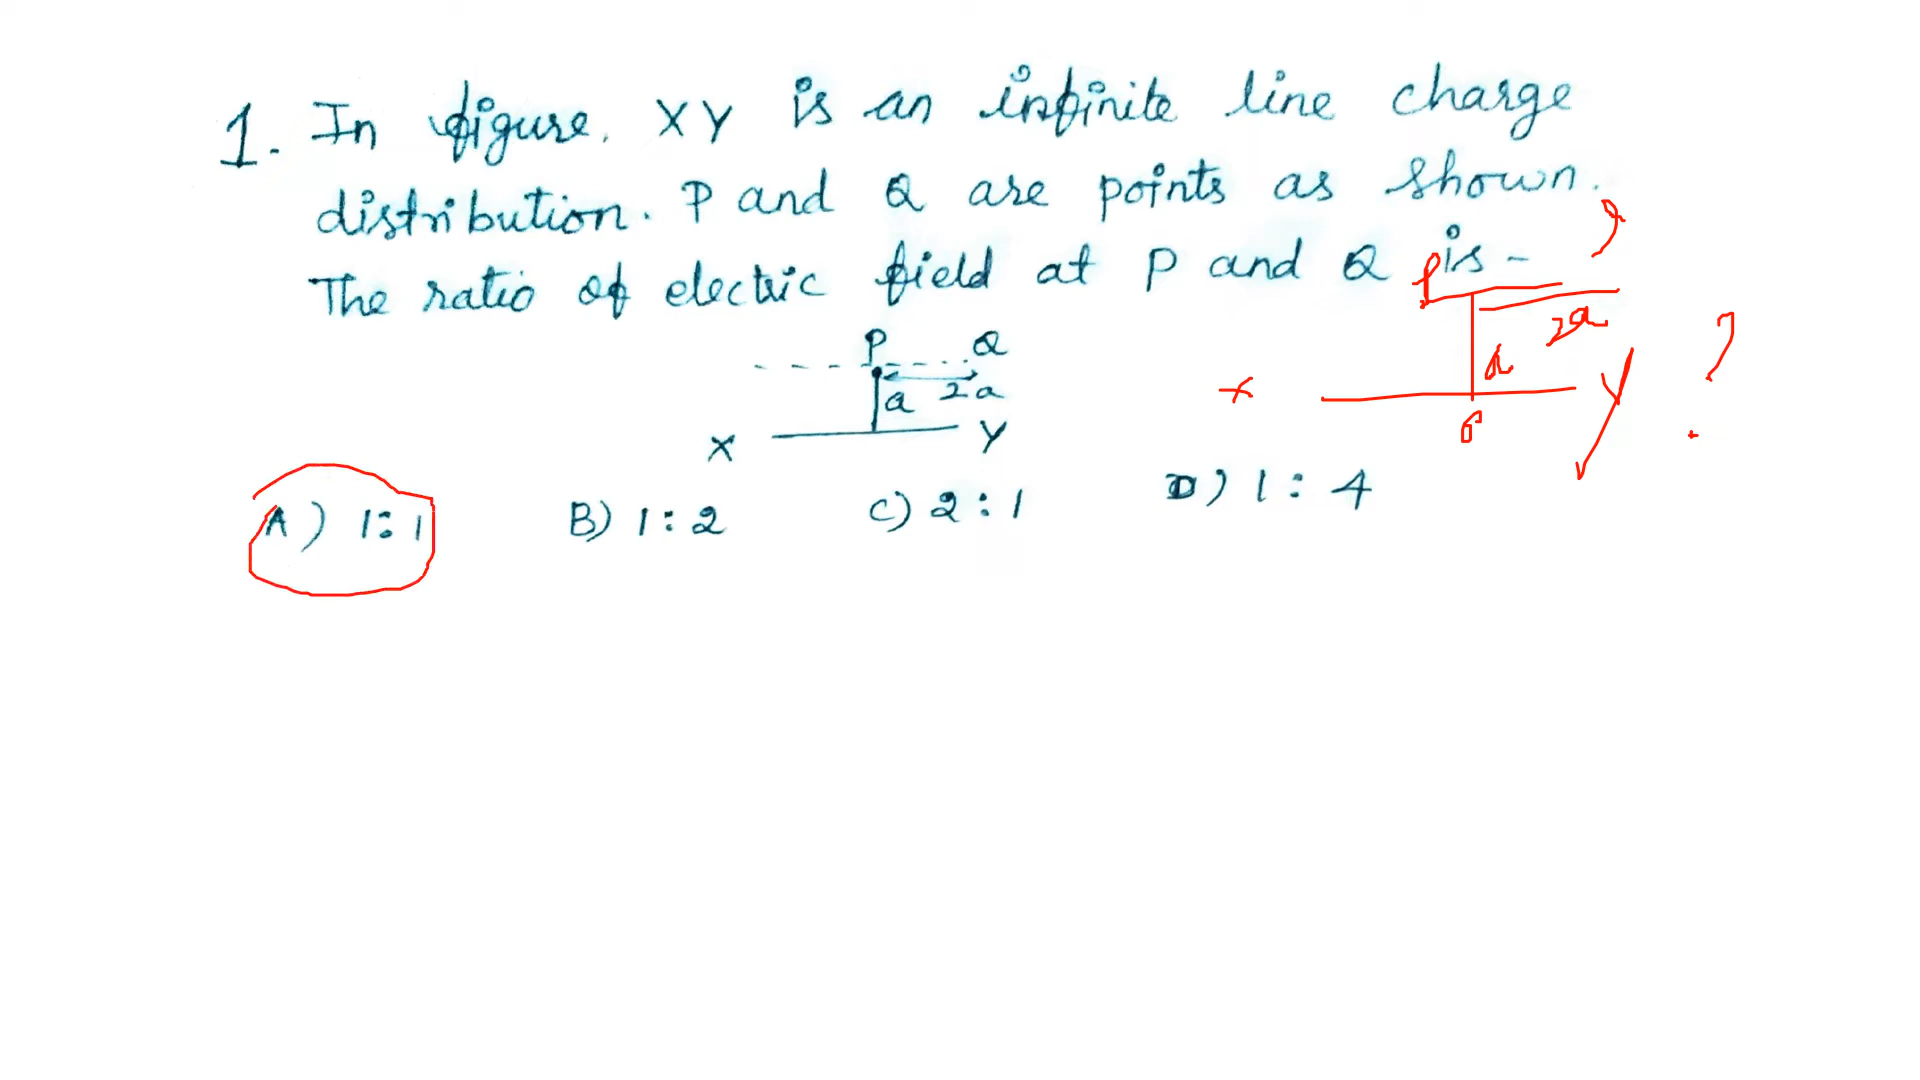 1. In figure, XY is an infinite line charge
distribution. P and Q are points as shown.
The ratio of electric field at P and Q is -
P Q
a 2a
X Y
P
2a
a
x y
A) 1:1 B) 1:2 C) 2:1 D) 1:4